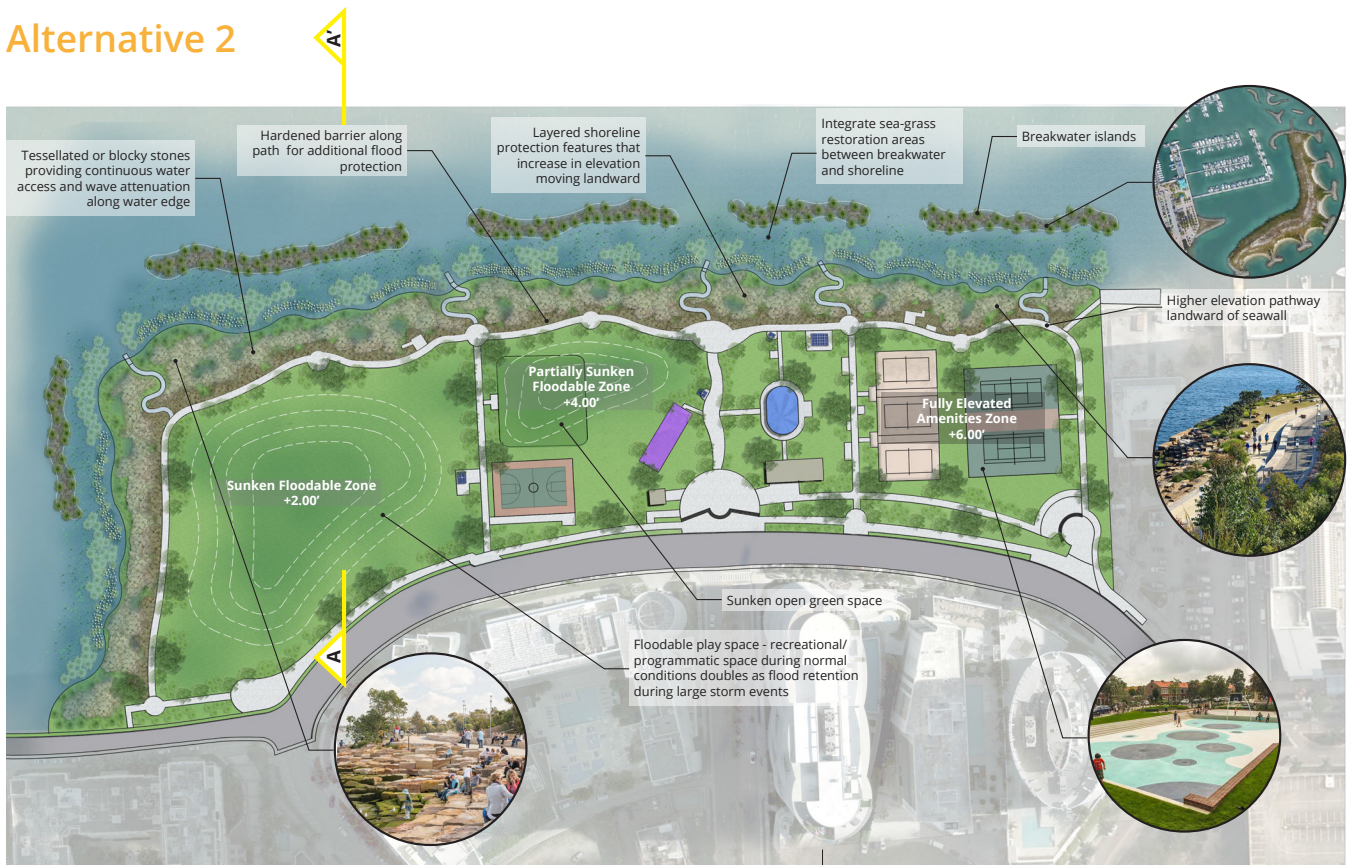 Alternative 2
A'
Tessellated or blocky stones
providing continuous water
access and wave attenuation
along water edge
Hardened barrier along
path for additional flood
protection
Layered shoreline
protection features that
increase in elevation
moving landward
Integrate sea-grass
restoration areas
between breakwater
and shoreline
Breakwater islands
Higher elevation pathway
landward of seawall
Partially Sunken
Floodable Zone
+4.00'
Fully Elevated
Amenities Zone
+6.00'
Sunken Floodable Zone
+2.00'
Sunken open green space
A
Floodable play space - recreational/
programmatic space during normal
conditions doubles as flood retention
during large storm events